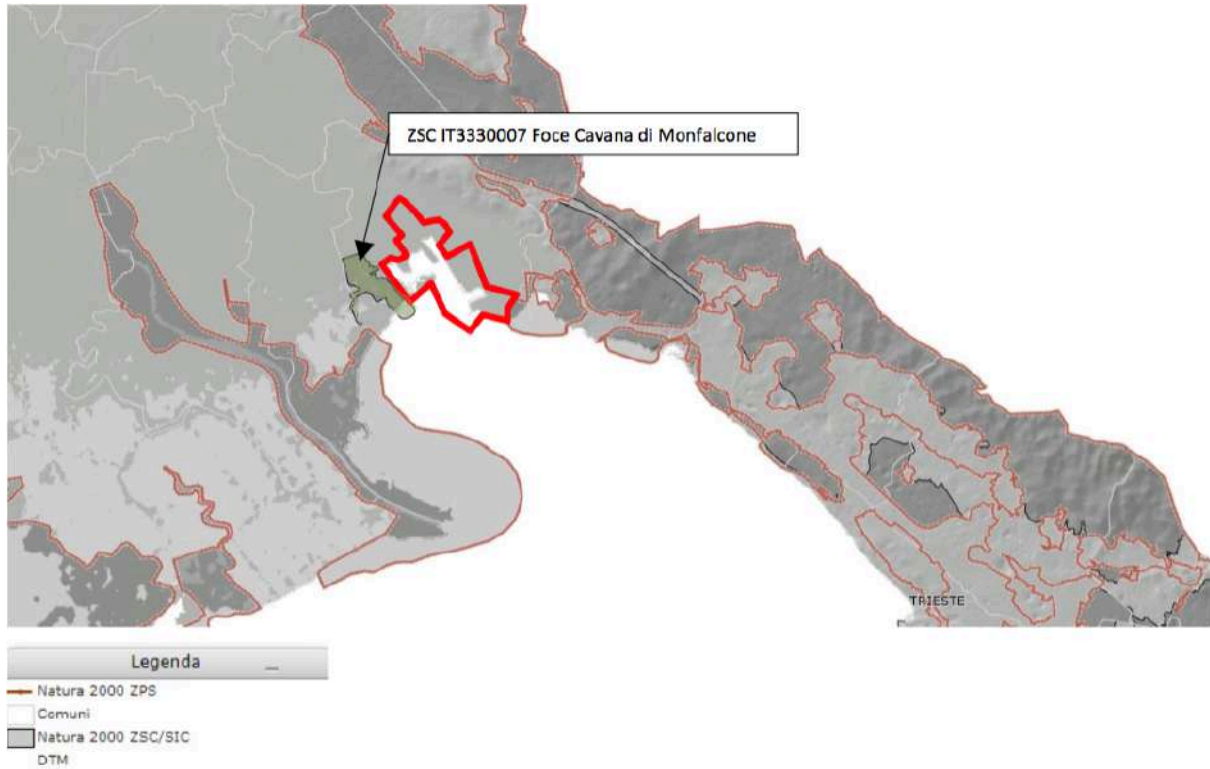 ZSC IT3330007 Foce Cavana di Monfalcone
TRIESTE
Legenda
Natura 2000 ZPS
Comuni
Natura 2000 ZSC/SIC
DTM